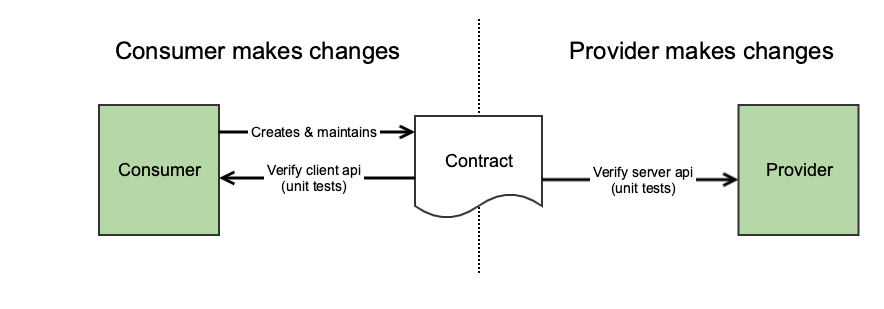 Consumer makes changes
Provider makes changes
Consumer
Creates & maintains
Verify client api
(unit tests)
Contract
Verify server api
(unit tests)
Provider